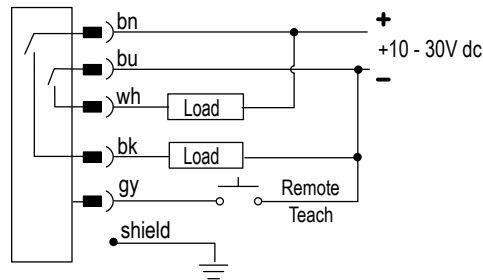 bn
+
+10 - 30V dc
bu
–
wh
Load
bk
Load
gy
Remote
Teach
shield